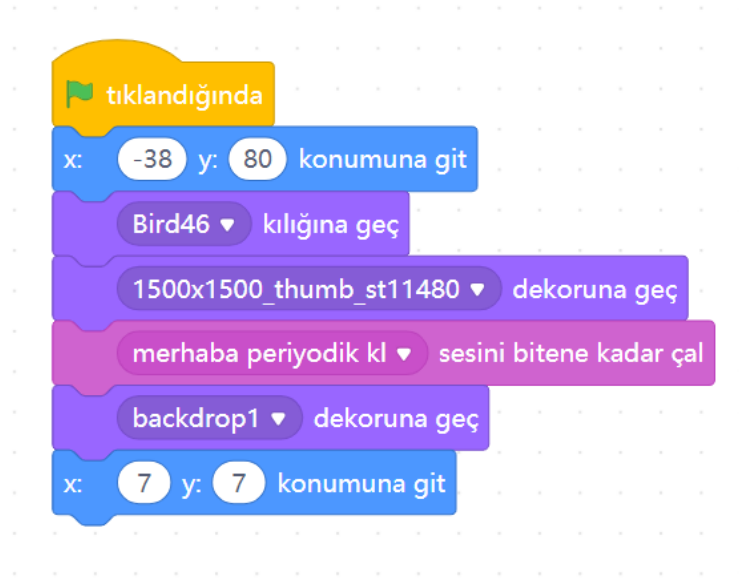 tıklandığında
x: -38 y: 80 konumuna git
Bird46 kılığına geç
1500x1500_thumb_st11480 dekoruna geç
merhaba periyodik kl sesini bitene kadar çal
backdrop1 dekoruna geç
x: 7 y: 7 konumuna git